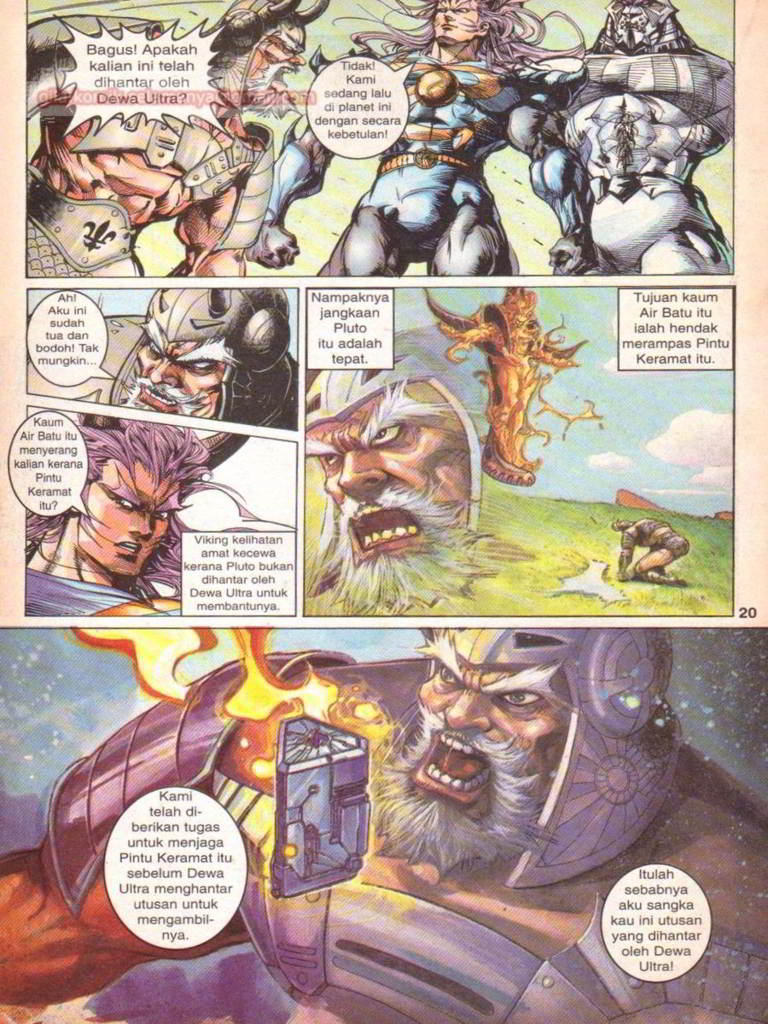 Bagus! Apakah
kalian ini telah
dihantar oleh
Dewa Ultra?
Tidak!
Kami
sedang lalu
di planet ini
dengan secara
kebetulan!
Ah!
Aku ini
sudah
tua dan
bodoh! Tak
mungkin...
Kaum
Air Batu itu
menyerang
kalian kerana
Pintu
Keramat
itu?
Viking kelihatan
amat kecewa
kerana Pluto bukan
dihantar oleh
Dewa Ultra untuk
membantunya.
Nampaknya
jangkaan
Pluto
itu adalah
tepat.
Tujuan kaum
Air Batu itu
ialah hendak
merampas Pintu
Keramat itu.
20
Kami
telah di-
berikan tugas
untuk menjaga
Pintu Keramat itu
sebelum Dewa
Ultra menghantar
utusan untuk
mengambil-
nya.
Itulah
sebabnya
aku sangka
kau ini utusan
yang dihantar
oleh Dewa
Ultra!